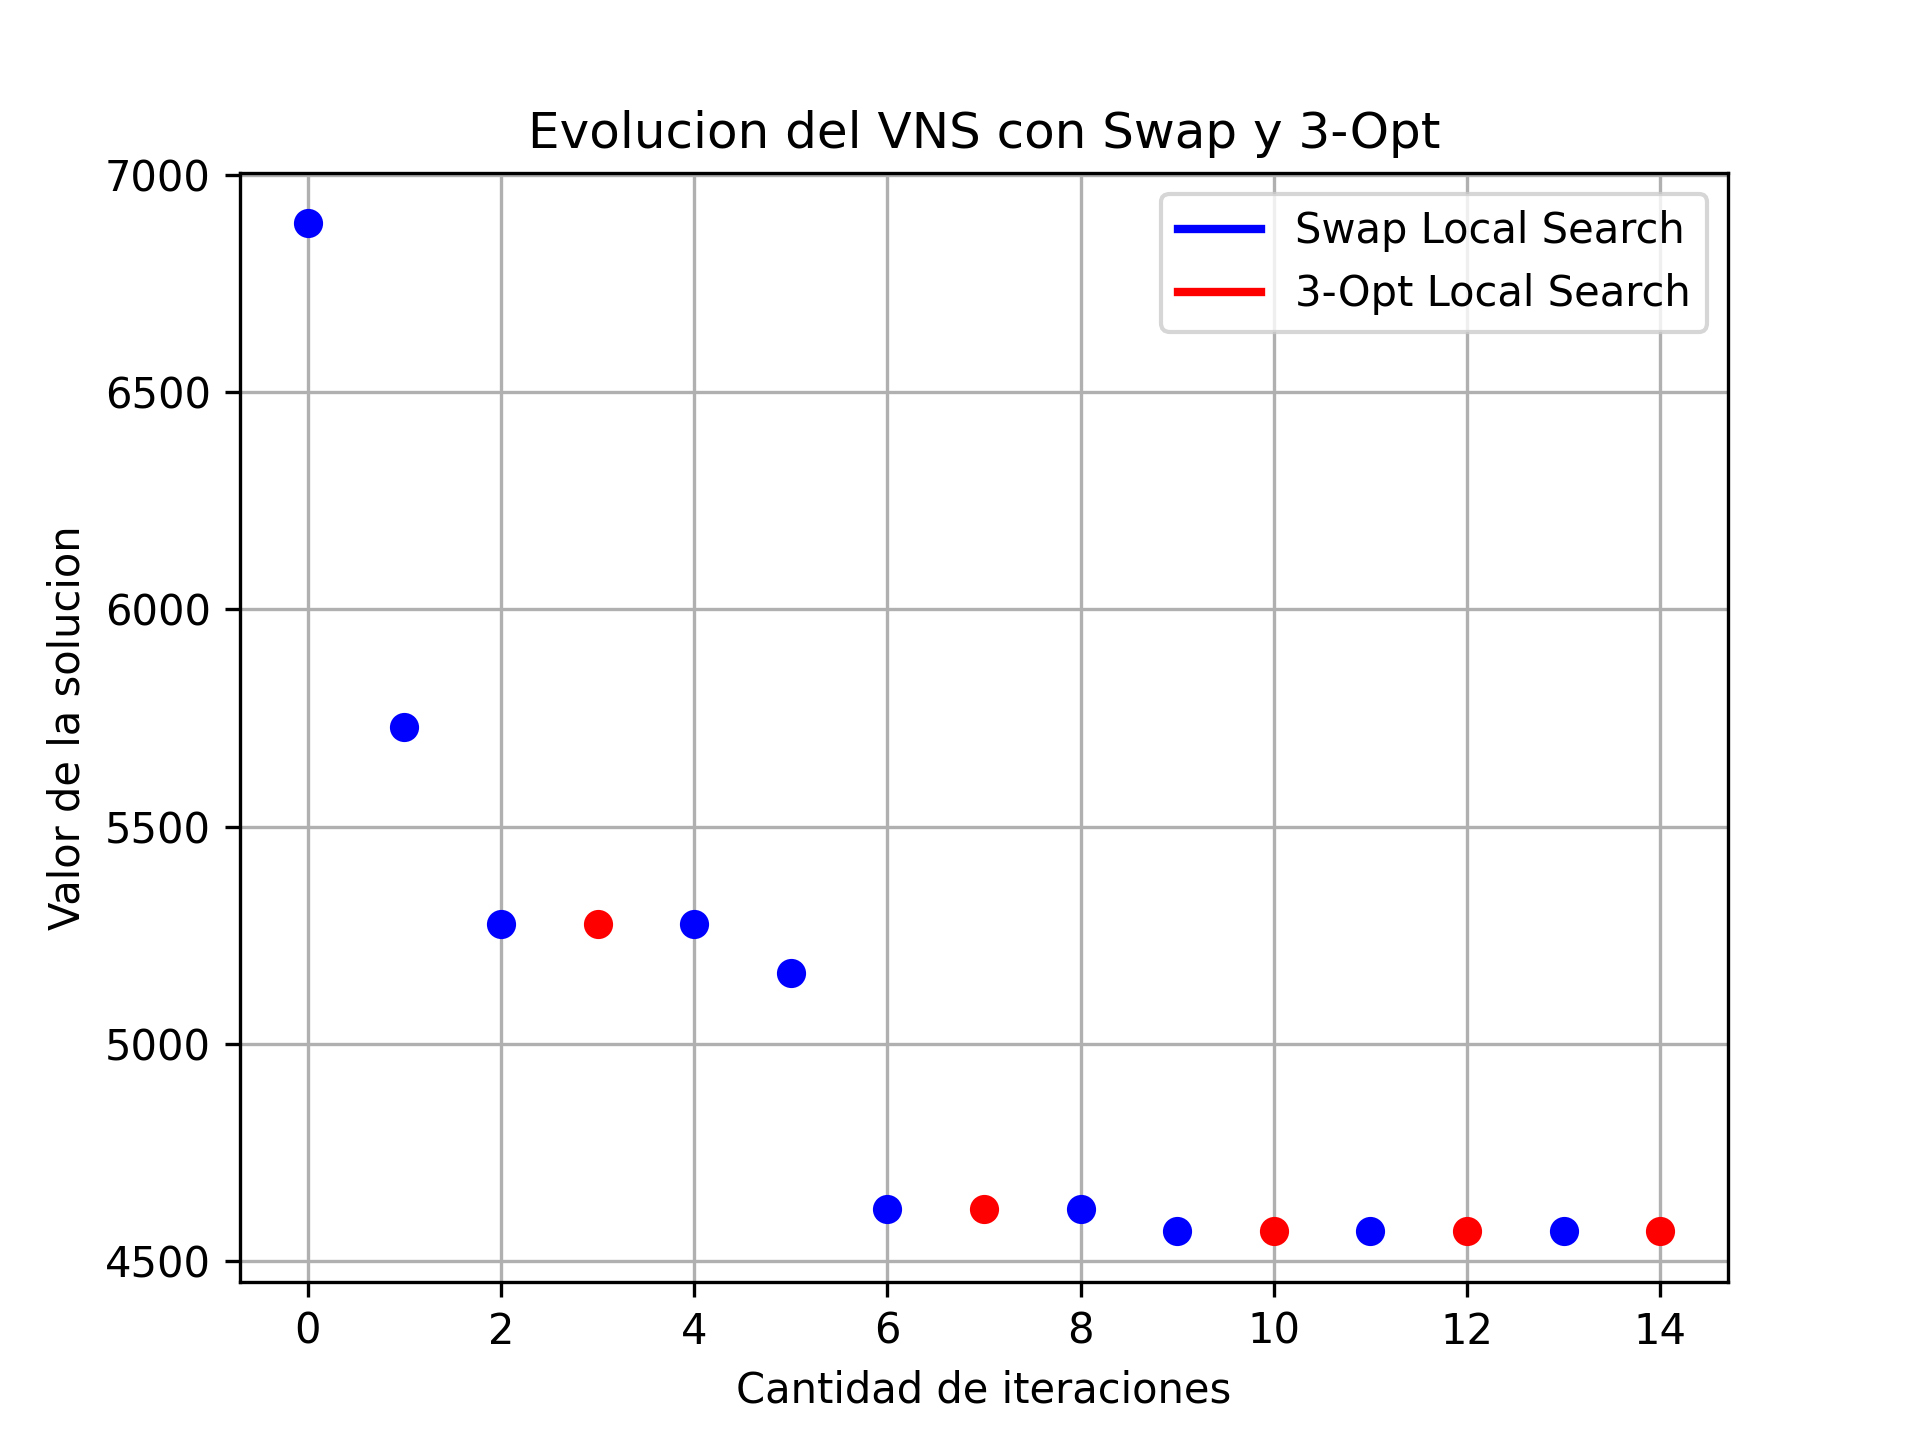 Evolucion del VNS con Swap y 3-Opt
Swap Local Search
3-Opt Local Search
7000
6500
6000
5500
5000
4500
Valor de la solucion
0 2 4 6 8 10 12 14
Cantidad de iteraciones